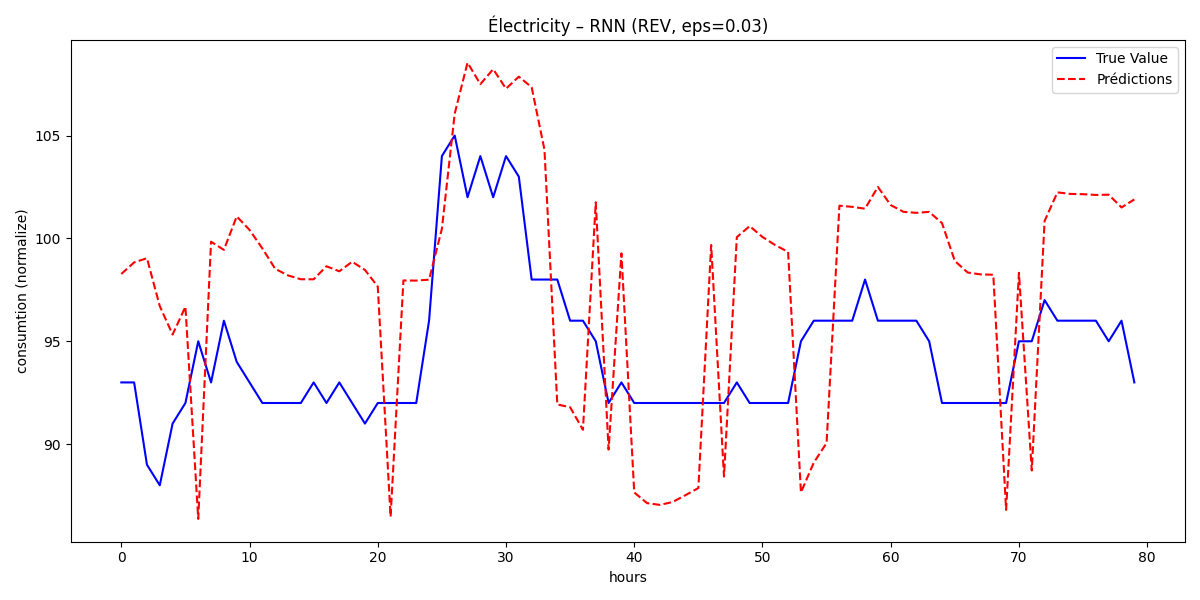 Électricity – RNN (REV, eps=0.03)
True Value
Prédictions
consumtion (normalize)
105
100
95
90
0 10 20 30 40 50 60 70 80
hours